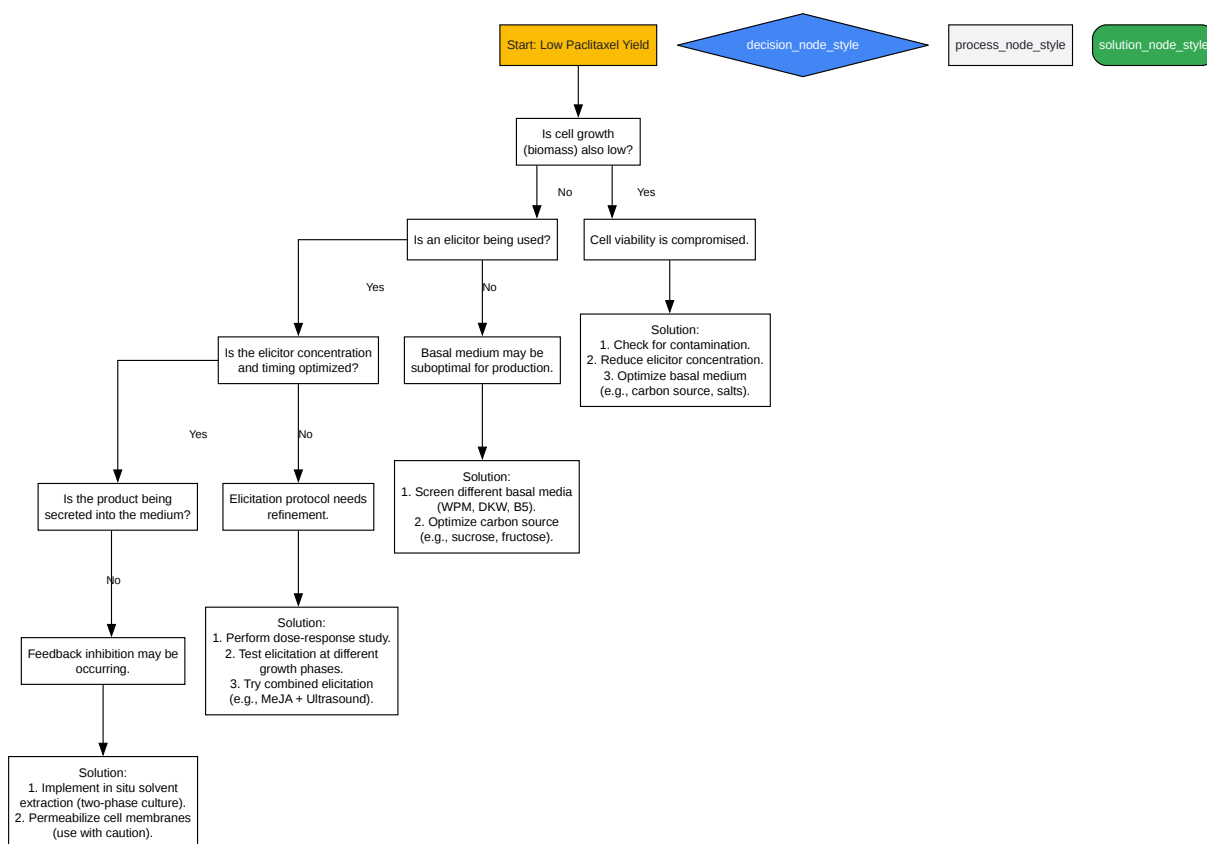 Start: Low Paclitaxel Yield
decision_node_style
process_node_style
solution_node_style
Is cell growth
(biomass) also low?
No
Yes
Is an elicitor being used?
Cell viability is compromised.
Yes
No
Solution:
1. Check for contamination.
2. Reduce elicitor concentration.
3. Optimize basal medium
(e.g., carbon source, salts).
Is the elicitor concentration
and timing optimized?
Basal medium may be
suboptimal for production.
Yes
No
Solution:
1. Screen different basal media
(WPM, DKW, B5).
2. Optimize carbon source
(e.g., sucrose, fructose).
Is the product being
secreted into the medium?
Elicitation protocol needs
refinement.
No
Solution:
1. Perform dose-response study.
2. Test elicitation at different
growth phases.
3. Try combined elicitation
(e.g., MeJA + Ultrasound).
Feedback inhibition may be
occurring.
Solution:
1. Implement in situ solvent
extraction (two-phase culture).
2. Permeabilize cell membranes
(use with caution).